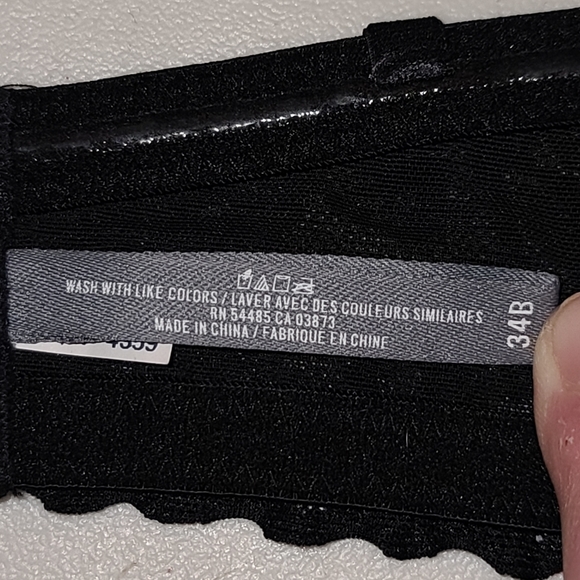 WASH WITH LIKE COLORS / LAVER AVEC DES COULEURS SIMILAIRES
RN 54485 CA 03873
MADE IN CHINA / FABRIQUE EN CHINE
34B